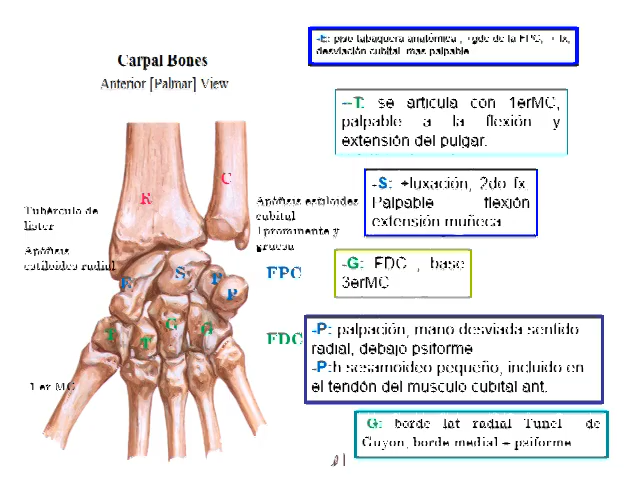 -E: piso tabaquera anatómica , +gde de la FPC, + fx,
desviación cubital mas palpable
Carpal Bones
Anterior [Palmar] View
--T: se articula con 1erMC,
palpable a la flexión y
extensión del pulgar.
-S: +luxación, 2do fx.
Palpable flexión
extensión muñeca
R
C
Tubérculo de
lister
Apófisis
estiloides radial
Apófisis estiloides
cubital
1prominente y
gruesa
E
S
P
P
FPC
-G: FDC , base
3erMC
T
T
G
G
FDC
-P: palpación, mano desviada sentido
radial, debajo psiforme
-P:h sesamoideo pequeño, incluido en
el tendón del musculo cubital ant.
1 er MC
G: borde lat radial Tunel de
Guyon, borde medial + psiforme